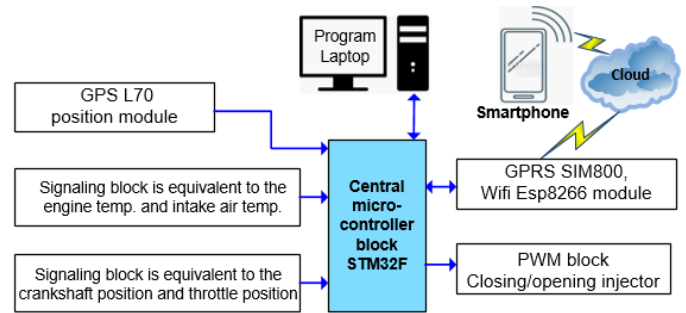 Program
Laptop
Cloud
Smartphone
GPS L70
position module
Signaling block is equivalent to the
engine temp. and intake air temp.
Signaling block is equivalent to the
crankshaft position and throttle position
Central
micro-
controller
block
STM32F
GPRS SIM800,
Wifi Esp8266 module
PWM block
Closing/opening injector